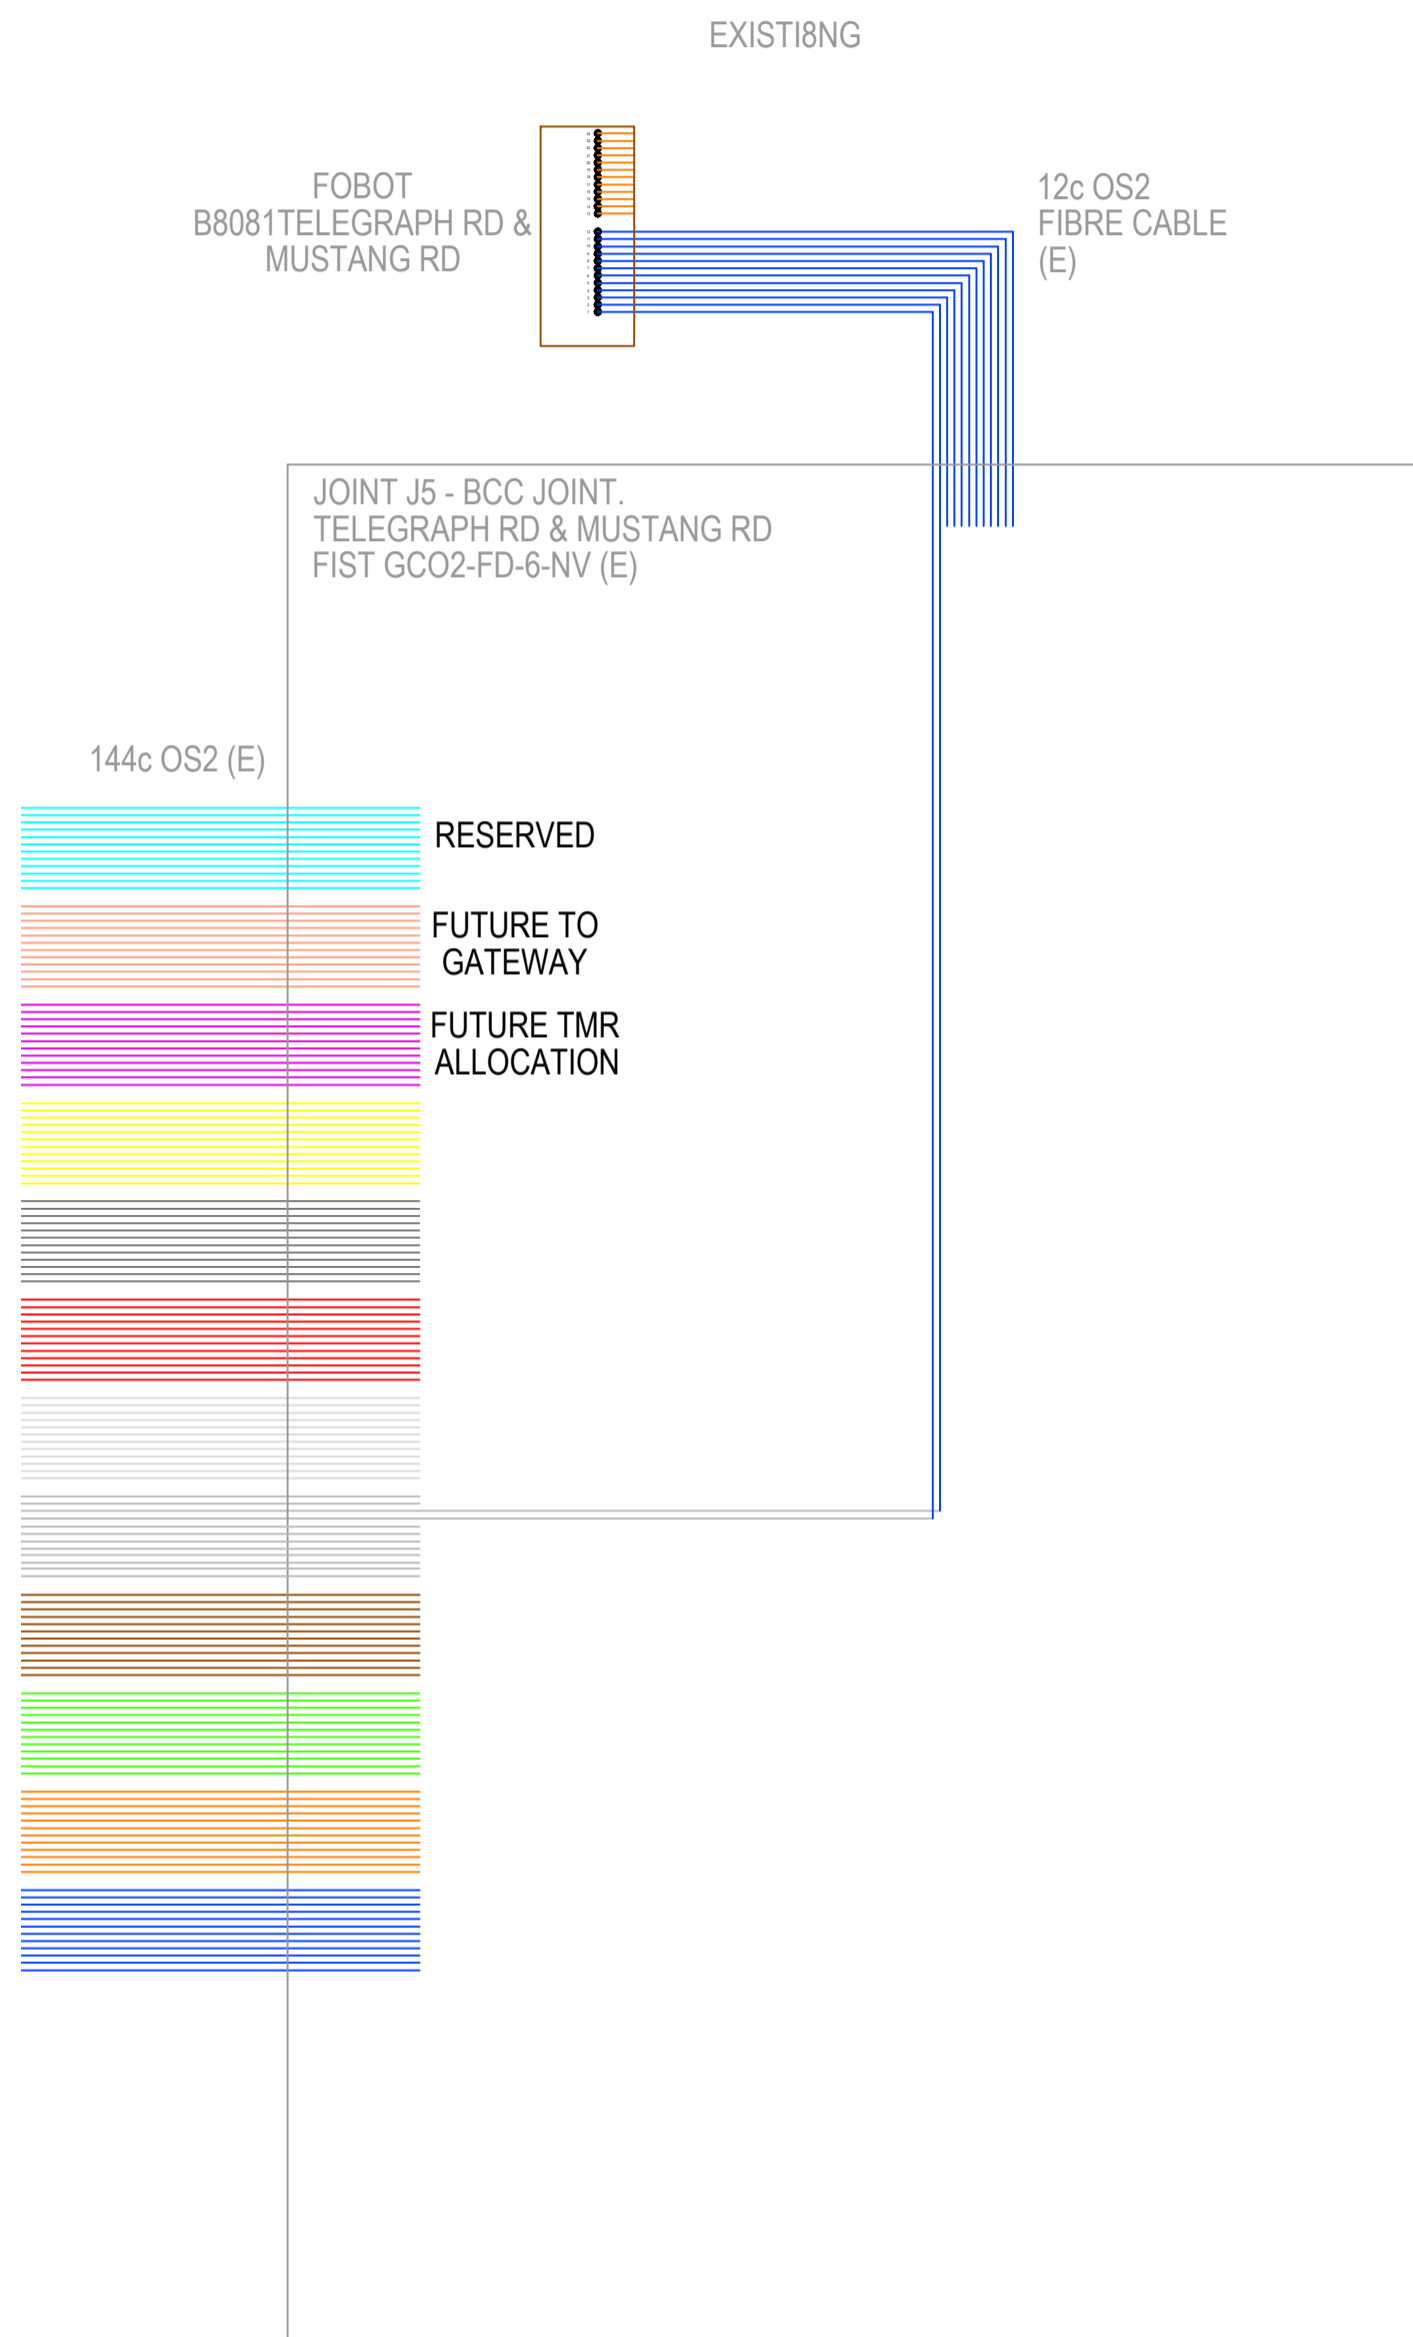 EXISTI8NG
FOBOT
B8081TELEGRAPH RD &
MUSTANG RD
12c OS2
FIBRE CABLE
(E)
JOINT J5 - BCC JOINT.
TELEGRAPH RD & MUSTANG RD
FIST GCO2-FD-6-NV (E)
144c OS2 (E)
RESERVED
FUTURE TO
GATEWAY
FUTURE TMR
ALLOCATION